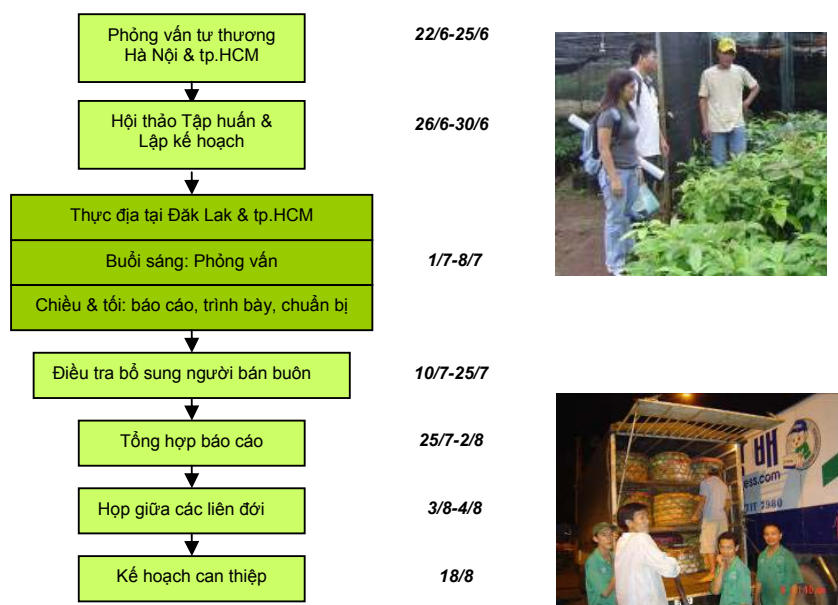 Phỏng vấn tư thương
Hà Nội & tp.HCM
22/6-25/6
Hội thảo Tập huấn &
Lập kế hoạch
26/6-30/6
Thực địa tại Đăk Lak & tp.HCM
Buổi sáng: Phỏng vấn
1/7-8/7
Chiều & tối: báo cáo, trình bày, chuẩn bị
Điều tra bổ sung người bán buôn
10/7-25/7
Tổng hợp báo cáo
25/7-2/8
Họp giữa các liên đới
3/8-4/8
Kế hoạch can thiệp
18/8
배
ess.com
2980